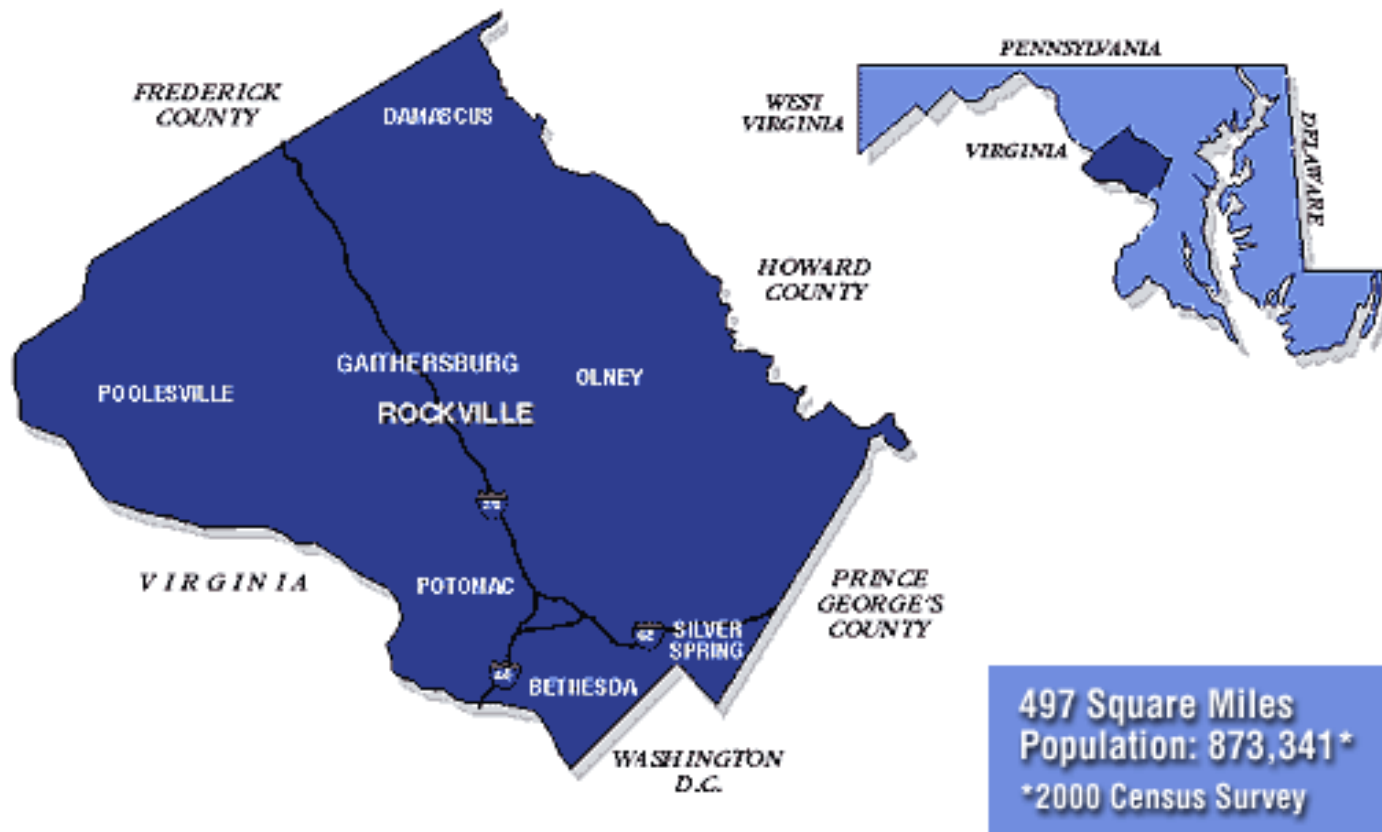 PENNSYLVANIA
FREDERICK
COUNTY
DAMASCUS
WEST
VIRGINIA
VIRGINIA
DELAWARE
HOWARD
COUNTY
GAITHERSBURG
OLNEY
POOLESVILLE
ROCKVILLE
270
VIRGINIA
POTOMAC
PRINCE
GEORGE'S
COUNTY
SILVER
SPRING
BETHESDA
WASHINGTON
D.C.
497 Square Miles
Population: 873,341*
*2000 Census Survey